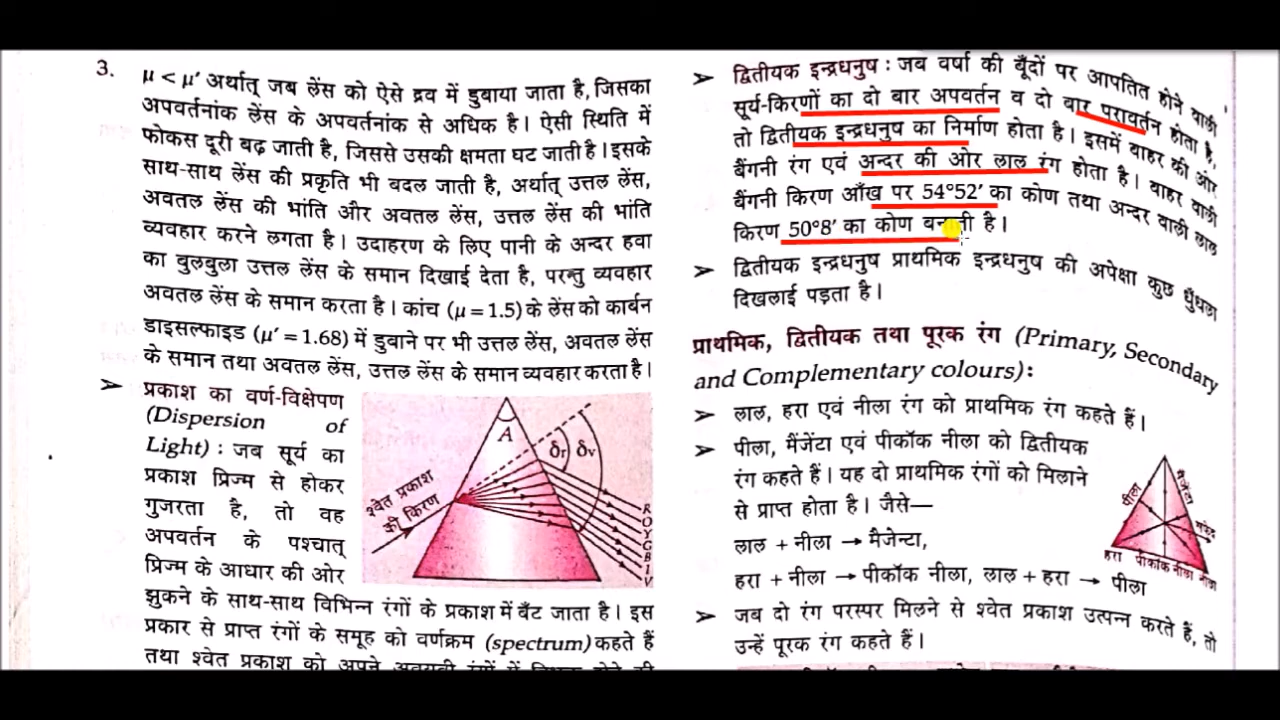 3. μ < μ′ अर्थात् जब लेंस को ऐसे द्रव में डुबाया जाता है, जिसका
अपवर्तनांक लेंस के अपवर्तनांक से अधिक है। ऐसी स्थिति में
फोकस दूरी बढ़ जाती है, जिससे उसकी क्षमता घट जाती है। इसके
साथ-साथ लेंस की प्रकृति भी बदल जाती है, अर्थात् उत्तल लेंस,
अवतल लेंस की भांति और अवतल लेंस, उत्तल लेंस की भांति
व्यवहार करने लगता है। उदाहरण के लिए पानी के अन्दर हवा
का बुलबुला उत्तल लेंस के समान दिखाई देता है, परन्तु व्यवहार
अवतल लेंस के समान करता है। कांच (μ = 1.5) के लेंस को कार्बन
डाइसल्फाइड (μ′ = 1.68) में डुबाने पर भी उत्तल लेंस, अवतल लेंस
के समान तथा अवतल लेंस, उत्तल लेंस के समान व्यवहार करता है।
➤ प्रकाश का वर्ण-विक्षेपण
(Dispersion of
Light) : जब सूर्य का
प्रकाश प्रिज्म से होकर
गुजरता है, तो वह
अपवर्तन के पश्चात्
प्रिज्म के आधार की ओर
झुकने के साथ-साथ विभिन्न रंगों के प्रकाश में बँट जाता है। इस
प्रकार से प्राप्त रंगों के समूह को वर्णक्रम (spectrum) कहते हैं
तथा श्वेत प्रकाश को अपने अवयवी रंगों में
A
δr
δv
श्वेत प्रकाश
की किरण
R
O
Y
G
B
I
V
➤ द्वितीयक इन्द्रधनुष : जब वर्षा की बूँदों पर आपतित होने वाली
सूर्य-किरणों का दो बार अपवर्तन व दो बार परावर्तन होता है,
तो द्वितीयक इन्द्रधनुष का निर्माण होता है। इसमें बाहर की ओर
बैंगनी रंग एवं अन्दर की ओर लाल रंग होता है। बाहर वाली
बैंगनी किरण आँख पर 54°52′ का कोण तथा अन्दर वाली लाल
किरण 50°8′ का कोण बनाती है।
➤ द्वितीयक इन्द्रधनुष प्राथमिक इन्द्रधनुष की अपेक्षा कुछ धुँधला
दिखलाई पड़ता है।
प्राथमिक, द्वितीयक तथा पूरक रंग (Primary, Secondary
and Complementary colours) :
➤ लाल, हरा एवं नीला रंग को प्राथमिक रंग कहते हैं।
➤ पीला, मैंजेंटा एवं पीकॉक नीला को द्वितीयक
रंग कहते हैं। यह दो प्राथमिक रंगों को मिलाने
से प्राप्त होता है। जैसे—
लाल + नीला → मैजेन्टा,
हरा + नीला → पीकॉक नीला, लाल + हरा → पीला
पीला
मैजेंटा
सफेद
हरा पीकॉक नीला नीला
➤ जब दो रंग परस्पर मिलने से श्वेत प्रकाश उत्पन्न करते हैं, तो
उन्हें पूरक रंग कहते हैं।